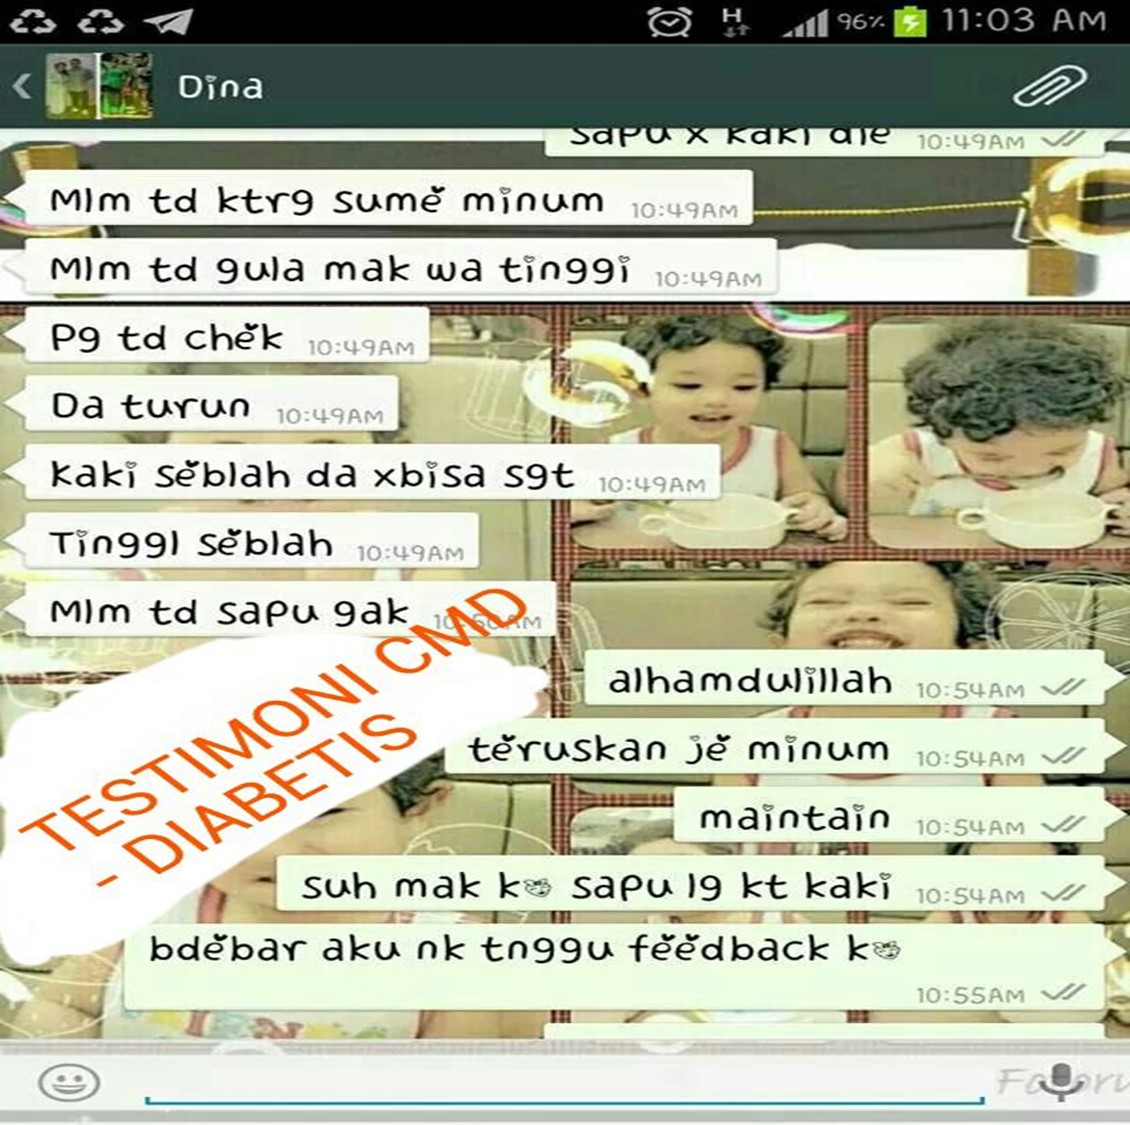 96% 11:03 AM
Dina
sapu x kaki die 10:49AM
Mlm td ktrg sume minum 10:49AM
Mlm td gula mak wa tinggi 10:49AM
Pg td chek 10:49AM
Da turun 10:49AM
kaki seblah da xbisa sgt 10:49AM
Tinggl seblah 10:49AM
Mlm td sapu gak 10:50AM
TESTIMONI CMD
- DIABETIS
alhamdulillah 10:54AM
teruskan je minum 10:54AM
maintain 10:54AM
suh mak k😁 sapu lg kt kaki 10:54AM
bdebar aku nk tnggu feedback k😁
10:55AM